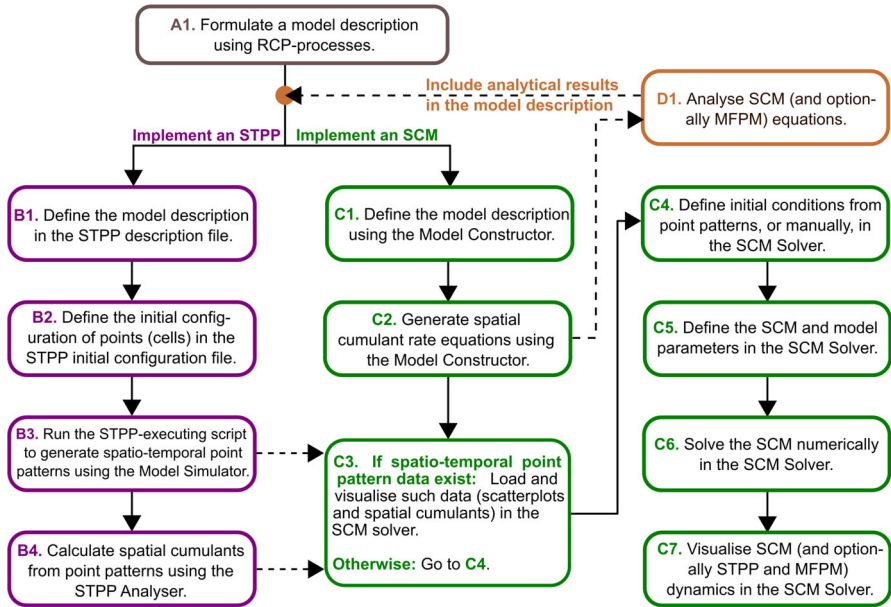 A1. Formulate a model description
using RCP-processes.
Include analytical results
in the model description
D1. Analyse SCM (and option-
ally MFPM) equations.
Implement an STPP
Implement an SCM
B1. Define the model description
in the STPP description file.
B2. Define the initial config-
uration of points (cells) in the
STPP initial configuration file.
B3. Run the STPP-executing script
to generate spatio-temporal point
patterns using the Model Simulator.
B4. Calculate spatial cumulants
from point patterns using the
STPP Analyser.
C1. Define the model description
using the Model Constructor.
C2. Generate spatial
cumulant rate equations using
the Model Constructor.
C3. If spatio-temporal point
pattern data exist: Load and
visualise such data (scatterplots
and spatial cumulants) in the
SCM solver.
Otherwise: Go to C4.
C4. Define initial conditions from
point patterns, or manually, in
the SCM Solver.
C5. Define the SCM and model
parameters in the SCM Solver.
C6. Solve the SCM numerically
in the SCM Solver.
C7. Visualise SCM (and option-
ally STPP and MFPM)
dynamics in the SCM Solver.